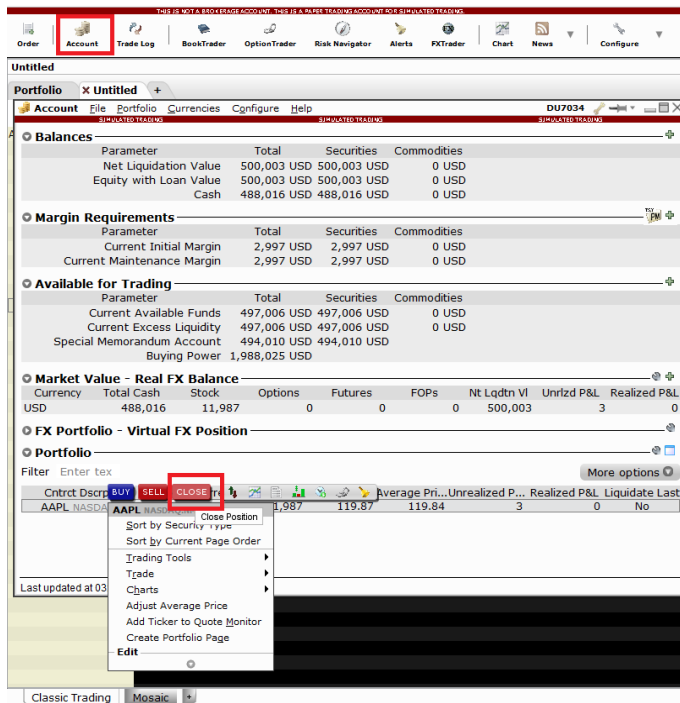 THIS IS NOT A BROKERAGE ACCOUNT. THIS IS A PAPER TRADING ACCOUNT FOR SIMULATED TRADING.
Order Account Trade Log BookTrader OptionTrader Risk Navigator Alerts FXTrader Chart News Configure
Untitled
Portfolio X Untitled +
Account File Portfolio Currencies Configure Help DU7034
SIMULATED TRADING SIMULATED TRADING SIMULATED TRADING
Balances
Parameter Total Securities Commodities
Net Liquidation Value 500,003 USD 500,003 USD 0 USD
Equity with Loan Value 500,003 USD 500,003 USD 0 USD
Cash 488,016 USD 488,016 USD 0 USD
Margin Requirements
Parameter Total Securities Commodities
Current Initial Margin 2,997 USD 2,997 USD 0 USD
Current Maintenance Margin 2,997 USD 2,997 USD 0 USD
Available for Trading
Parameter Total Securities Commodities
Current Available Funds 497,006 USD 497,006 USD 0 USD
Current Excess Liquidity 497,006 USD 497,006 USD 0 USD
Special Memorandum Account 494,010 USD 494,010 USD
Buying Power 1,988,025 USD
Market Value - Real FX Balance
Currency Total Cash Stock Options Futures FOPs Nt Lqdtn Vl Unrlzd P&L Realized P&L
USD 488,016 11,987 0 0 0 500,003 3 0
FX Portfolio - Virtual FX Position
Portfolio
Filter Enter tex More options
Cntrct Dscrp BUY SELL CLOSE Average Pri... Unrealized P... Realized P&L Liquidate Last
AAPL NASDA 1,987 119.87 119.84 3 0 No
AAPL Close Position
Sort by Security Type
Sort by Current Page Order
Trading Tools
Trade
Charts
Adjust Average Price
Add Ticker to Quote Monitor
Create Portfolio Page
Edit
Last updated at 03
Classic Trading Mosaic +